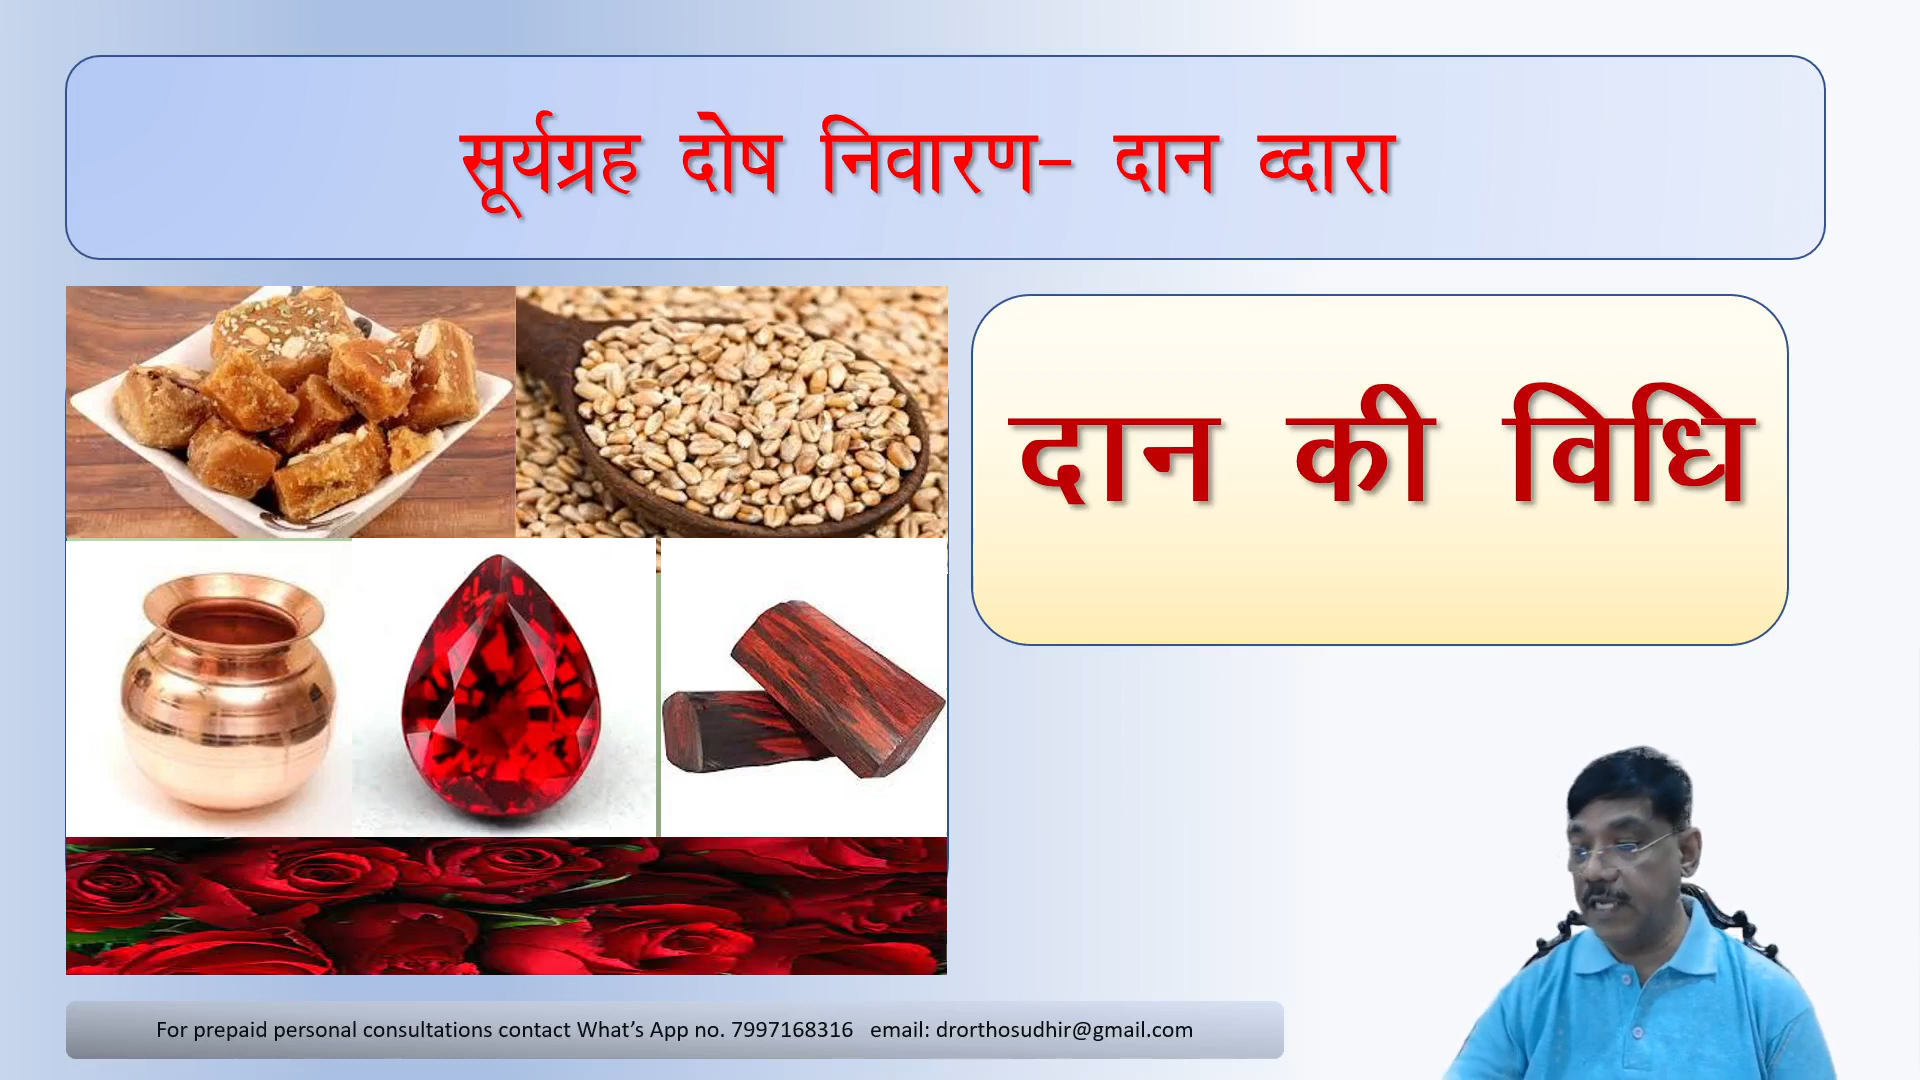 सूर्यग्रह दोष निवारण- दान व्दारा
दान की विधि
For prepaid personal consultations contact What’s App no. 7997168316 email: drorthosudhir@gmail.com